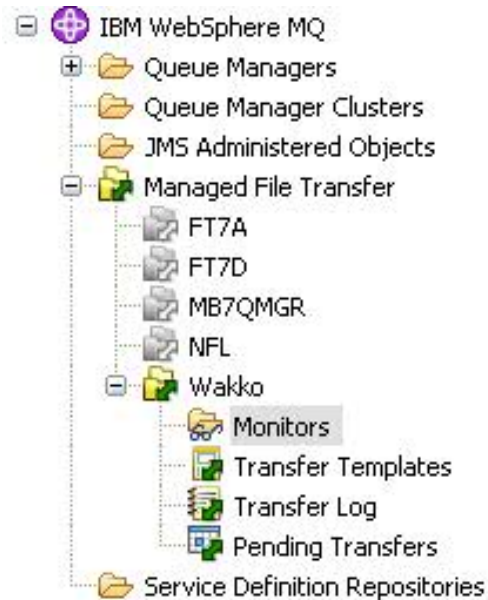 IBM WebSphere MQ
Queue Managers
Queue Manager Clusters
JMS Administered Objects
Managed File Transfer
FT7A
FT7D
MB7QMGR
NFL
Wakko
Monitors
Transfer Templates
Transfer Log
Pending Transfers
Service Definition Repositories